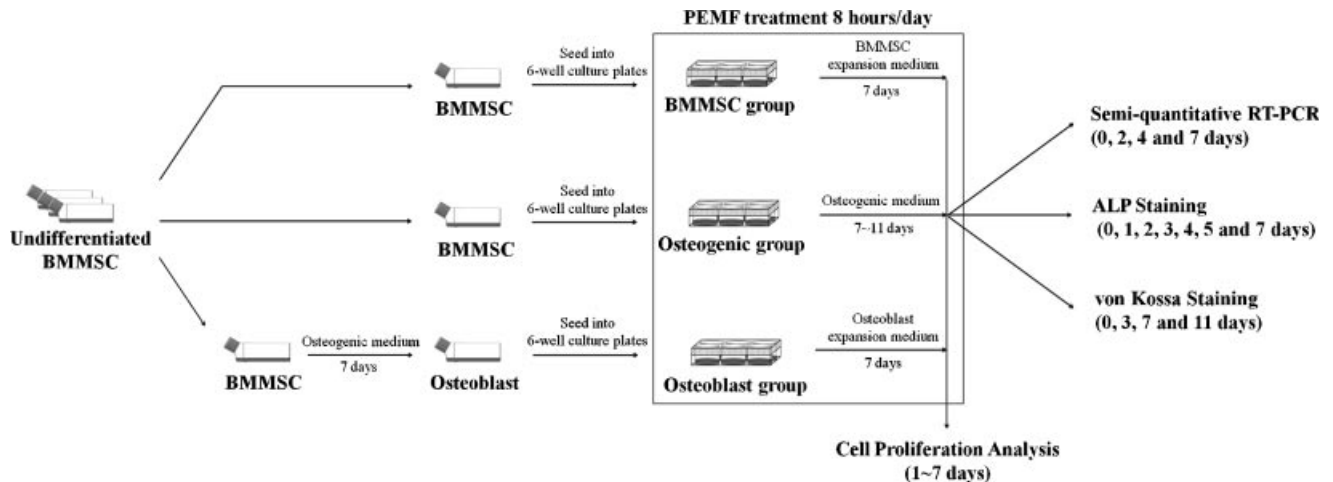 PEMF treatment 8 hours/day
Seed into
6-well culture plates
BMMSC
BMMSC group
BMMSC
expansion medium
7 days
Undifferentiated
BMMSC
Seed into
6-well culture plates
BMMSC
Osteogenic group
Osteogenic medium
7~11 days
BMMSC
Osteogenic medium
7 days
Osteoblast
Seed into
6-well culture plates
Osteoblast group
Osteoblast
expansion medium
7 days
Semi-quantitative RT-PCR
(0, 2, 4 and 7 days)
ALP Staining
(0, 1, 2, 3, 4, 5 and 7 days)
von Kossa Staining
(0, 3, 7 and 11 days)
Cell Proliferation Analysis
(1~7 days)